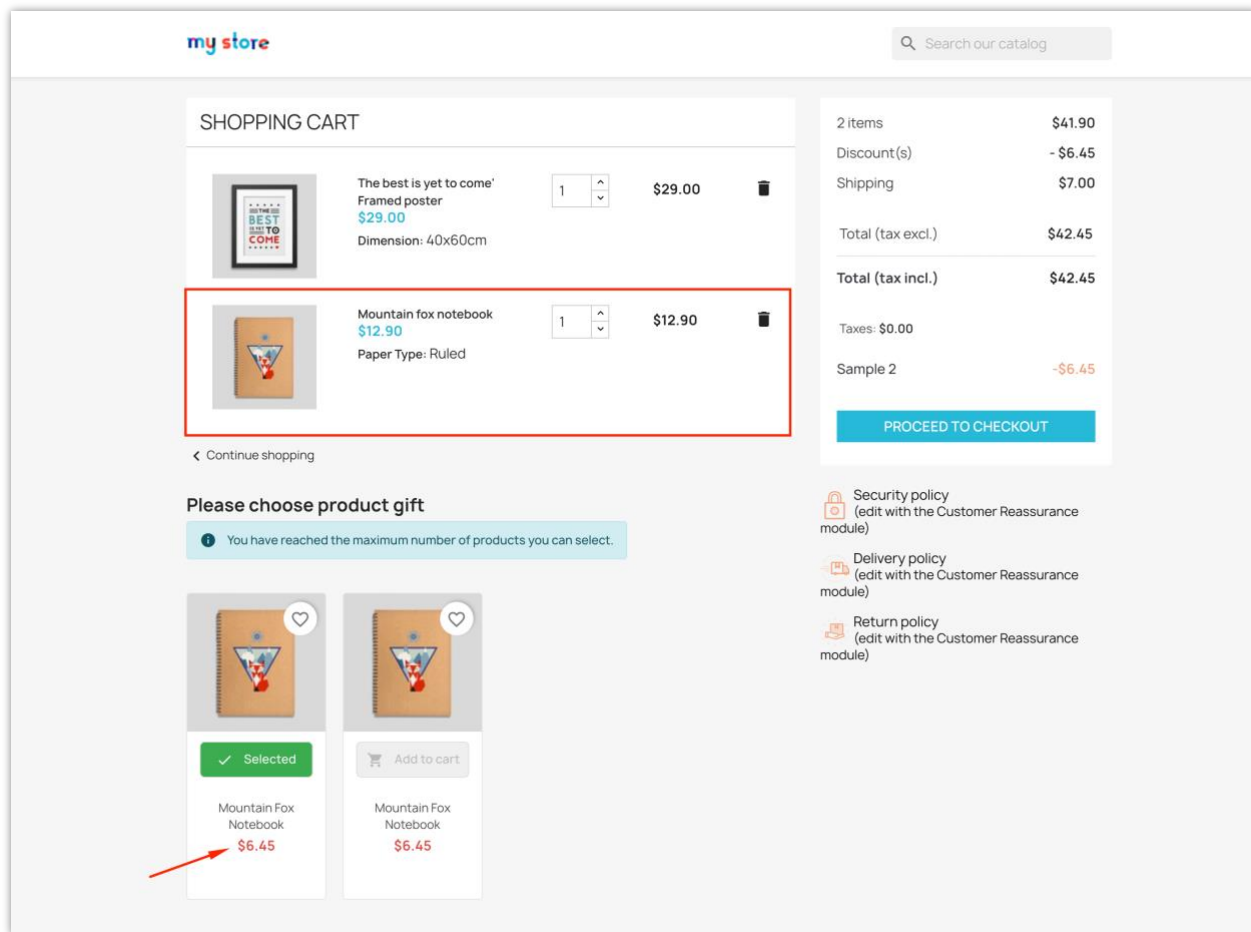 my store
Search our catalog
SHOPPING CART
THE
BEST
IS YET TO
COME
The best is yet to come'
Framed poster
$29.00
Dimension: 40x60cm
1
$29.00
Mountain fox notebook
$12.90
Paper Type: Ruled
1
$12.90
Continue shopping
2 items $41.90
Discount(s) - $6.45
Shipping $7.00
Total (tax excl.) $42.45
Total (tax incl.) $42.45
Taxes: $0.00
Sample 2 -$6.45
PROCEED TO CHECKOUT
Security policy
(edit with the Customer Reassurance
module)
Delivery policy
(edit with the Customer Reassurance
module)
Return policy
(edit with the Customer Reassurance
module)
Please choose product gift
You have reached the maximum number of products you can select.
Selected
Mountain Fox
Notebook
$6.45
Add to cart
Mountain Fox
Notebook
$6.45